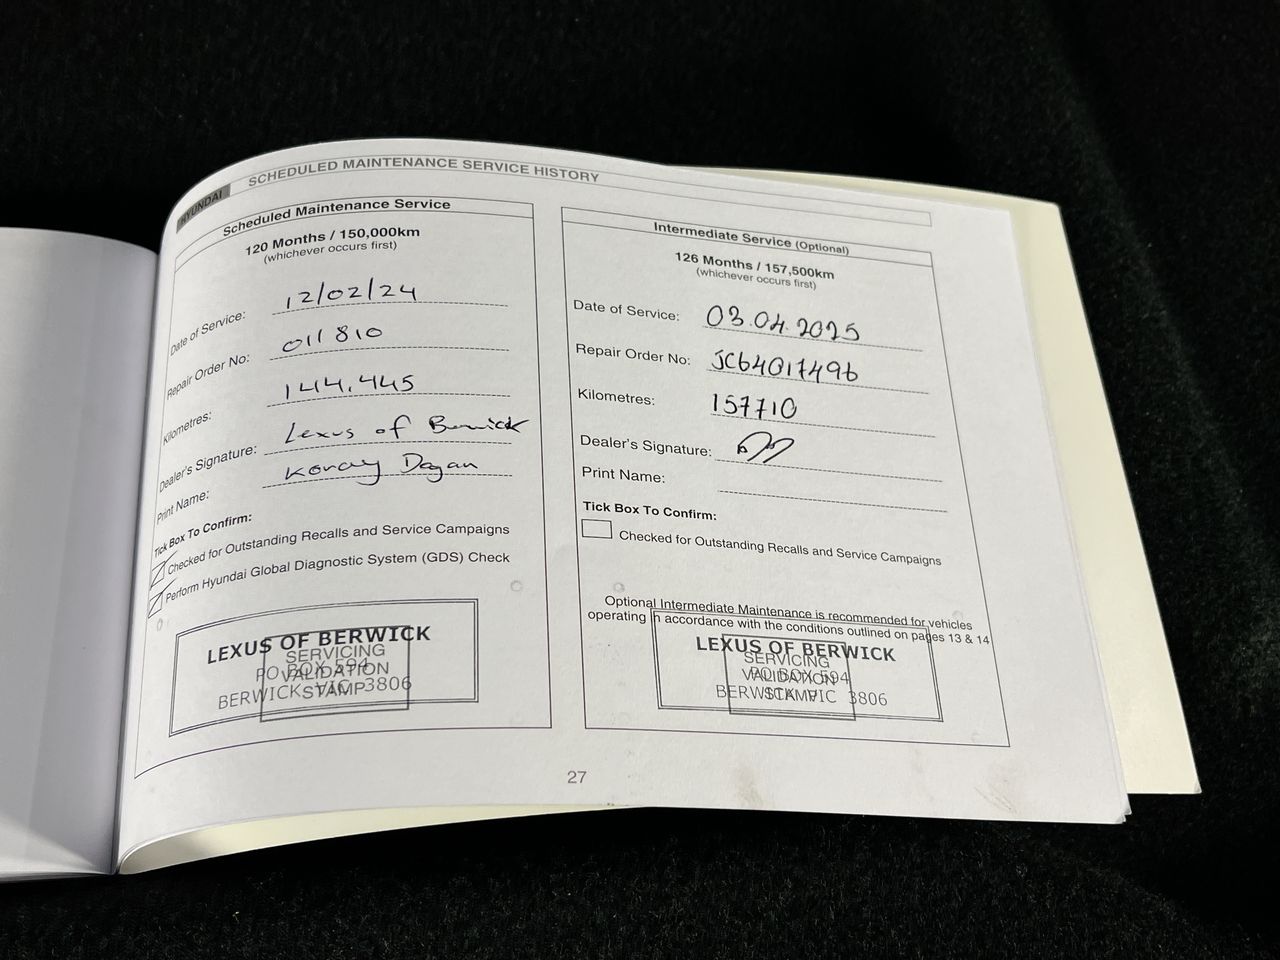 HYUNDAI
SCHEDULED MAINTENANCE SERVICE HISTORY
Scheduled Maintenance Service
120 Months / 150,000km
(whichever occurs first)
Date of Service: 12/02/24
Repair Order No: 011810
Kilometres: 144,445
Dealer's Signature: Lexus of Berwick
Print Name: Koray Dogan
Tick Box To Confirm:
Checked for Outstanding Recalls and Service Campaigns
Perform Hyundai Global Diagnostic System (GDS) Check
LEXUS OF BERWICK
PO BOX 594
BERWICK VIC 3806
SERVICING
VALIDATION
STAMP
Intermediate Service (Optional)
126 Months / 157,500km
(whichever occurs first)
Date of Service: 03.04.2025
Repair Order No: JC64017496
Kilometres: 157710
Dealer's Signature:
Print Name:
Tick Box To Confirm:
Checked for Outstanding Recalls and Service Campaigns
Optional Intermediate Maintenance is recommended for vehicles
operating in accordance with the conditions outlined on pages 13 & 14
LEXUS OF BERWICK
PO BOX 594
BERWICK VIC 3806
SERVICING
VALIDATION
STAMP
27